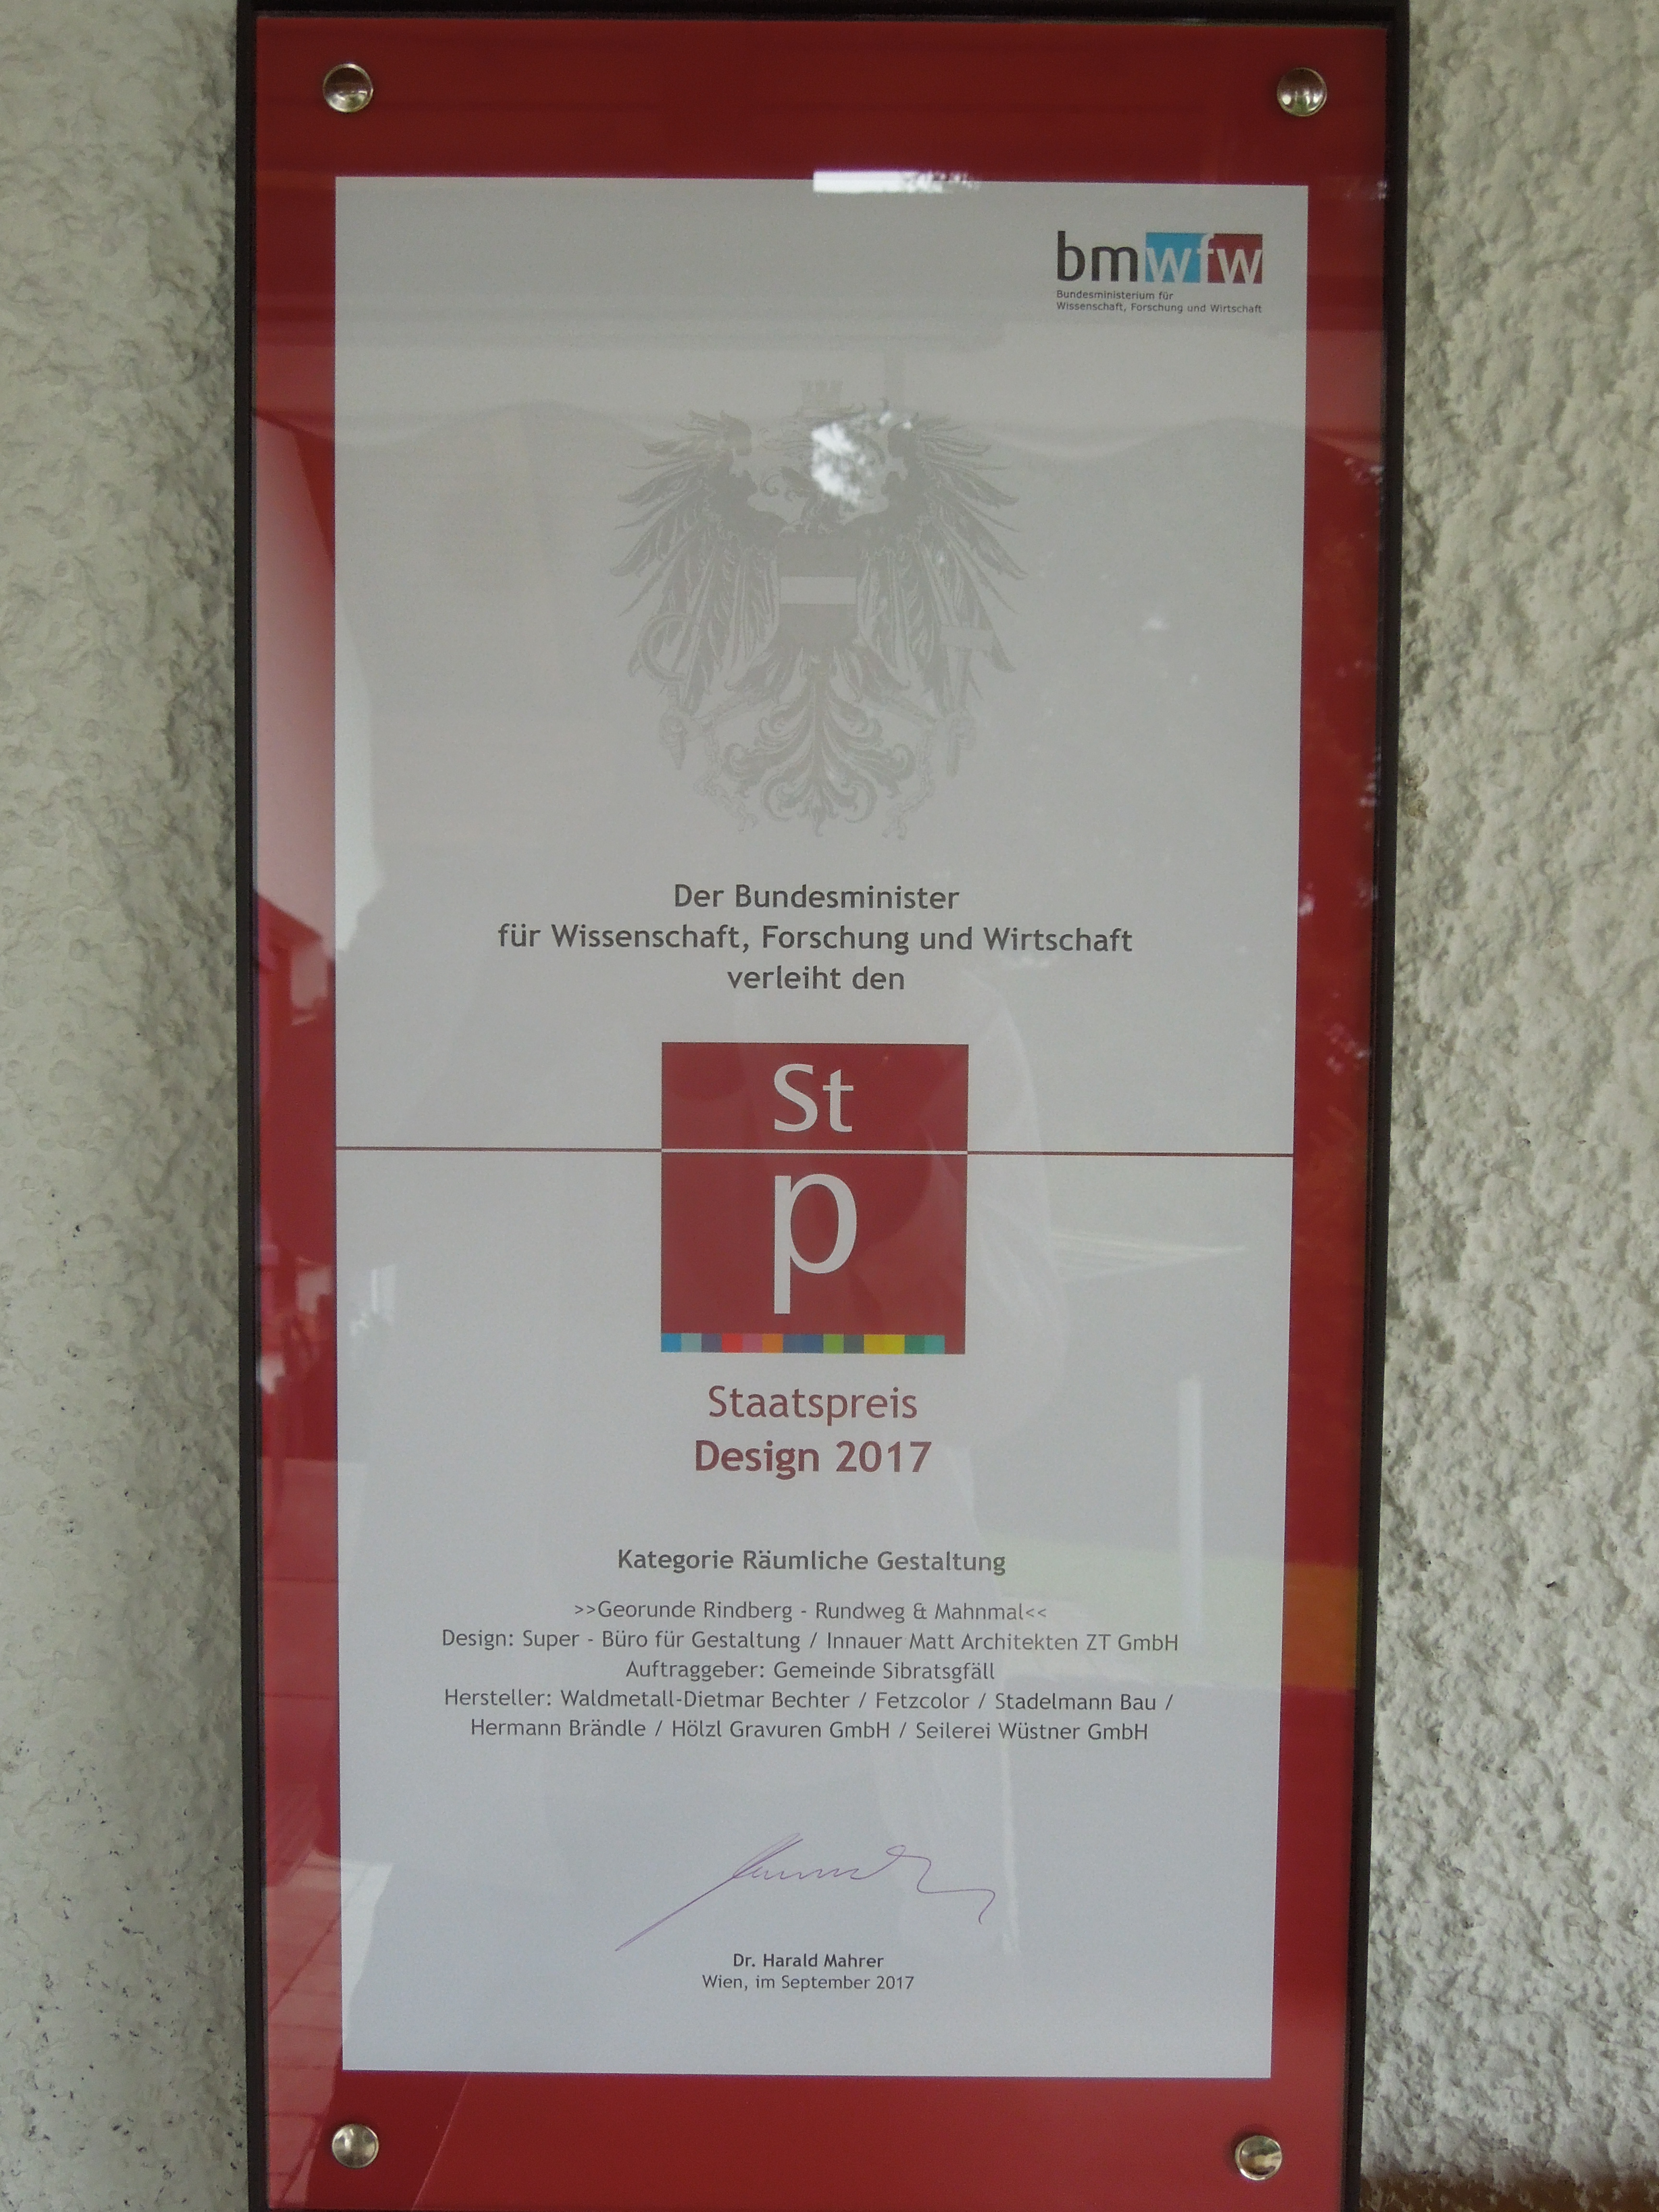 bmwfw
Bundesministerium für
Wissenschaft, Forschung und Wirtschaft
Der Bundesminister
für Wissenschaft, Forschung und Wirtschaft
verleiht den
St
p
Staatspreis
Design 2017
Kategorie Räumliche Gestaltung
>>Georunde Rindberg - Rundweg & Mahnmal<<
Design: Super - Büro für Gestaltung / Innauer Matt Architekten ZT GmbH
Auftraggeber: Gemeinde Sibratsgfäll
Hersteller: Waldmetall-Dietmar Bechter / Fetzcolor / Stadelmann Bau /
Hermann Brändle / Hölzl Gravuren GmbH / Seilerei Wüstner GmbH
Dr. Harald Mahrer
Wien, im September 2017